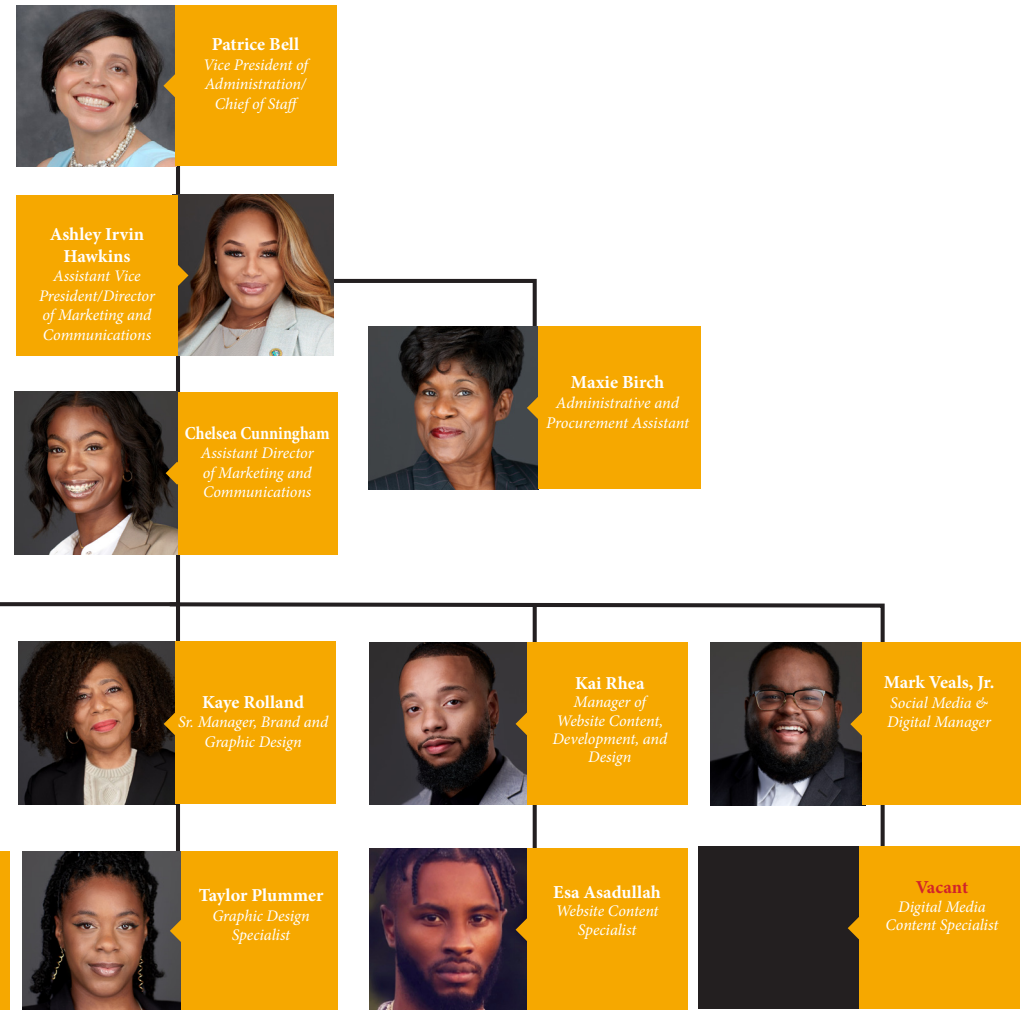 Patrice Bell
Vice President of
Administration/
Chief of Staff
Ashley Irvin
Hawkins
Assistant Vice
President/Director
of Marketing and
Communications
Maxie Birch
Administrative and
Procurement Assistant
Chelsea Cunningham
Assistant Director
of Marketing and
Communications
Kaye Rolland
Sr. Manager, Brand and
Graphic Design
Kai Rhea
Manager of
Website Content,
Development, and
Design
Mark Veals, Jr.
Social Media &
Digital Manager
Taylor Plummer
Graphic Design
Specialist
Esa Asadullah
Website Content
Specialist
Vacant
Digital Media
Content Specialist